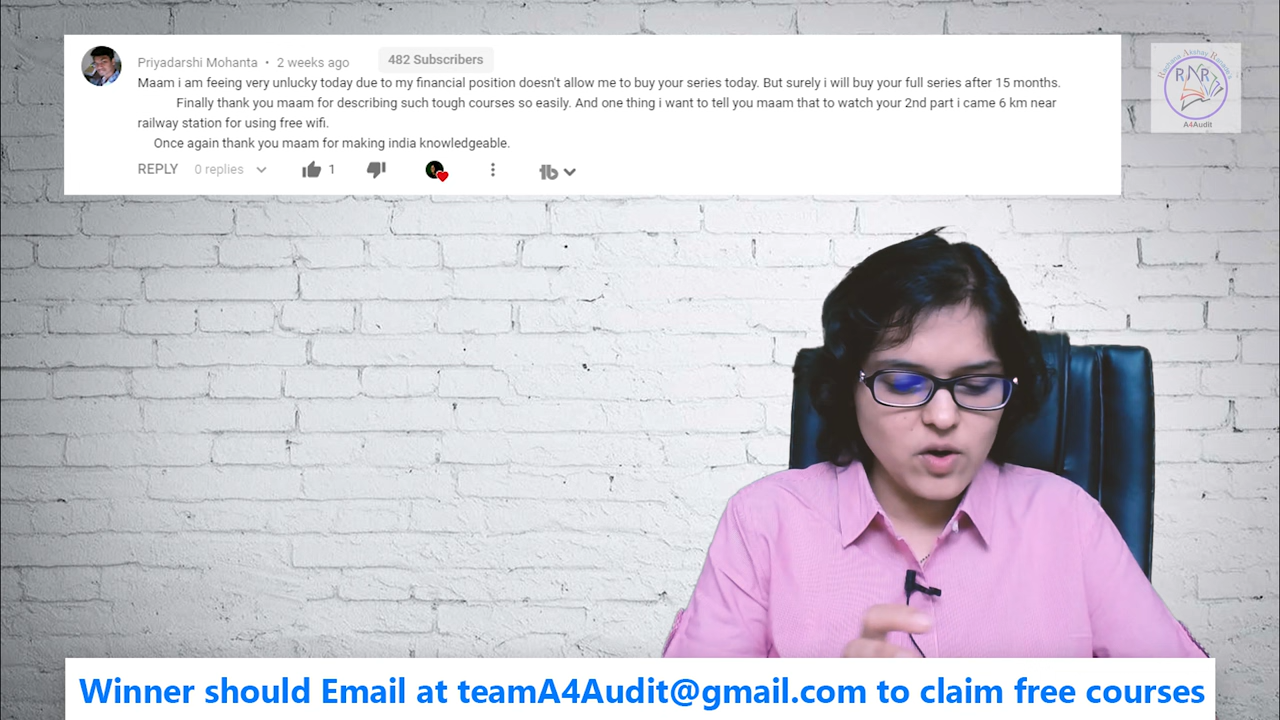 Priyadarshi Mohanta • 2 weeks ago 482 Subscribers
Maam i am feeing very unlucky today due to my financial position doesn't allow me to buy your series today. But surely i will buy your full series after 15 months.
Finally thank you maam for describing such tough courses so easily. And one thing i want to tell you maam that to watch your 2nd part i came 6 km near
railway station for using free wifi.
Once again thank you maam for making india knowledgeable.
REPLY 0 replies 1
RNR
A4Audit
Winner should Email at teamA4Audit@gmail.com to claim free courses